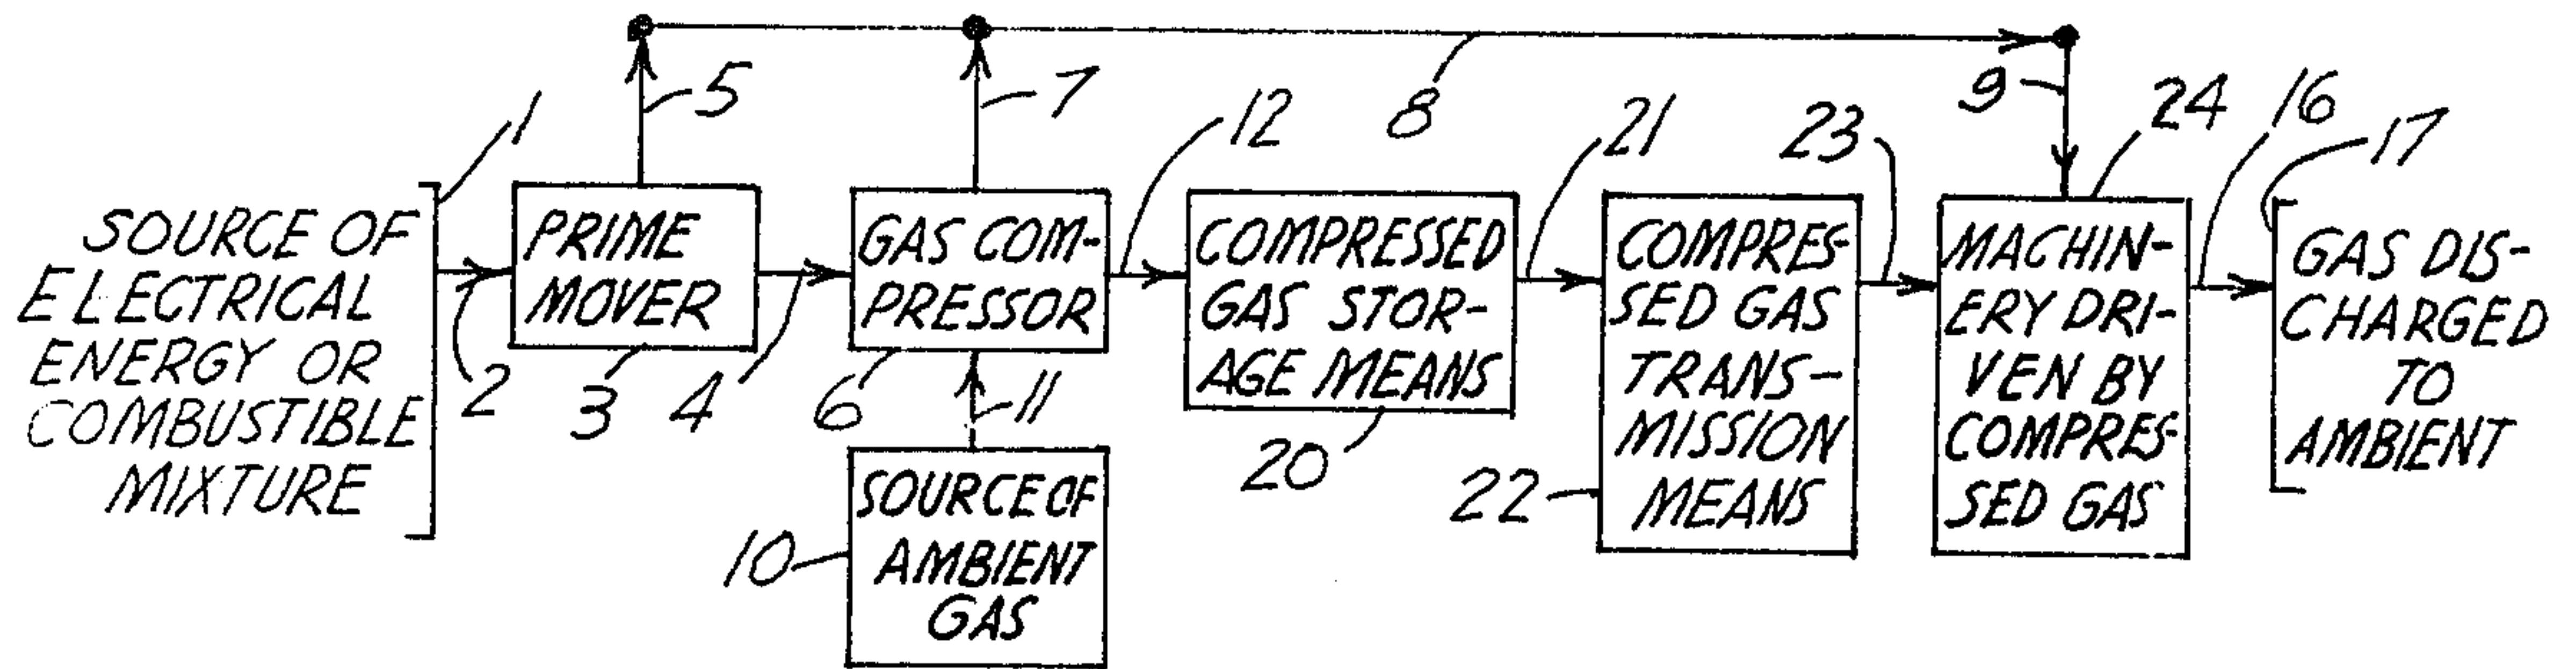 1
5
7
8
9
12
21
23
24
16
17
SOURCE OF
ELECTRICAL
ENERGY OR
COMBUSTIBLE
MIXTURE
2
PRIME
MOVER
3
4
GAS COM-
PRESSOR
6
11
SOURCE OF
AMBIENT
GAS
10
COMPRESSED
GAS STOR-
AGE MEANS
20
COMPRES-
SED GAS
TRANS-
MISSION
MEANS
22
MACHIN-
ERY DRI-
VEN BY
COMPRES-
SED GAS
GAS DIS-
CHARGED
TO
AMBIENT